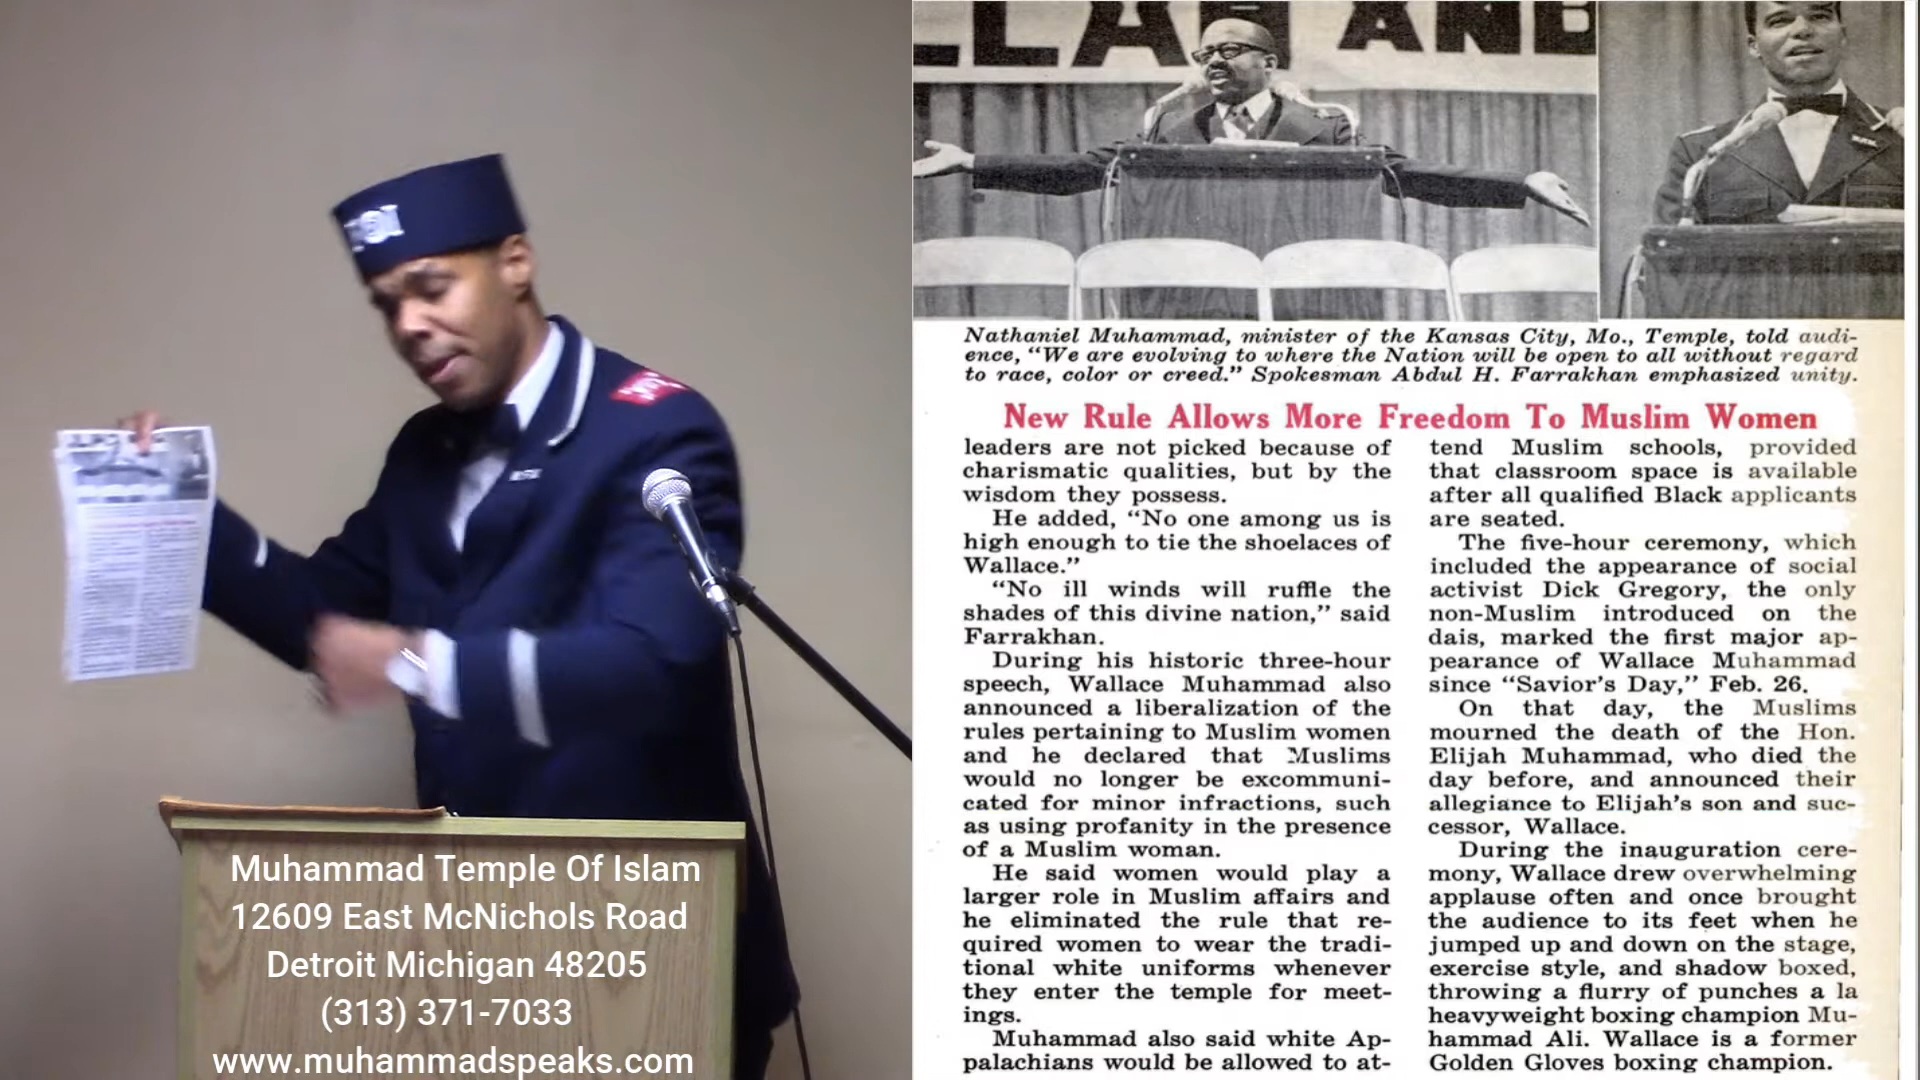 Muhammad Temple Of Islam
12609 East McNichols Road
Detroit Michigan 48205
(313) 371-7033
www.muhammadspeaks.com
LLAH AND
Nathaniel Muhammad, minister of the Kansas City, Mo., Temple, told audi-
ence, “We are evolving to where the Nation will be open to all without regard
to race, color or creed.” Spokesman Abdul H. Farrakhan emphasized unity.
New Rule Allows More Freedom To Muslim Women
leaders are not picked because of
charismatic qualities, but by the
wisdom they possess.
He added, “No one among us is
high enough to tie the shoelaces of
Wallace.”
“No ill winds will ruffle the
shades of this divine nation,” said
Farrakhan.
During his historic three-hour
speech, Wallace Muhammad also
announced a liberalization of the
rules pertaining to Muslim women
and he declared that Muslims
would no longer be excommuni-
cated for minor infractions, such
as using profanity in the presence
of a Muslim woman.
He said women would play a
larger role in Muslim affairs and
he eliminated the rule that re-
quired women to wear the tradi-
tional white uniforms whenever
they enter the temple for meet-
ings.
Muhammad also said white Ap-
palachians would be allowed to at-
tend Muslim schools, provided
that classroom space is available
after all qualified Black applicants
are seated.
The five-hour ceremony, which
included the appearance of social
activist Dick Gregory, the only
non-Muslim introduced on the
dais, marked the first major ap-
pearance of Wallace Muhammad
since “Savior’s Day,” Feb. 26.
On that day, the Muslims
mourned the death of the Hon.
Elijah Muhammad, who died the
day before, and announced their
allegiance to Elijah’s son and suc-
cessor, Wallace.
During the inauguration cere-
mony, Wallace drew overwhelming
applause often and once brought
the audience to its feet when he
jumped up and down on the stage,
exercise style, and shadow boxed,
throwing a flurry of punches a la
heavyweight boxing champion Mu-
hammad Ali. Wallace is a former
Golden Gloves boxing champion.